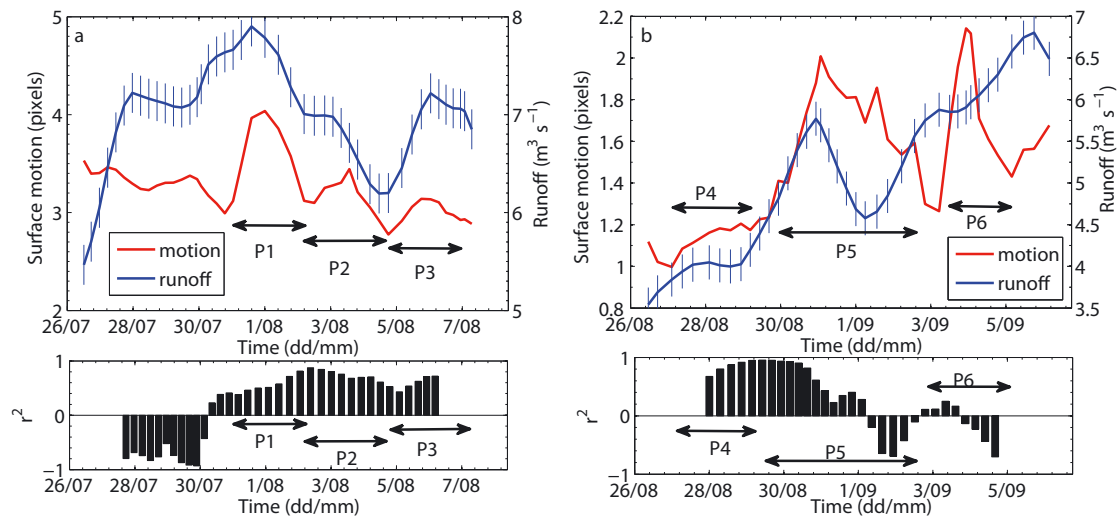 a
Surface motion (pixels)
5
4
3
2
8
7
6
5
Runoff (m³ s⁻¹)
P1
P2
P3
motion
runoff
26/07 28/07 30/07 1/08 3/08 5/08 7/08
Time (dd/mm)
r²
1
0
−1
P1
P2
P3
26/07 28/07 30/07 1/08 3/08 5/08 7/08
Time (dd/mm)
b
Surface motion (pixels)
2.2
2
1.8
1.6
1.4
1.2
1
0.8
7
6.5
6
5.5
5
4.5
4
3.5
Runoff (m³ s⁻¹)
P4
P5
P6
motion
runoff
26/08 28/08 30/08 1/09 3/09 5/09
Time (dd/mm)
r²
1
0
−1
P6
P4
P5
26/08 28/08 30/08 1/09 3/09 5/09
Time (dd/mm)